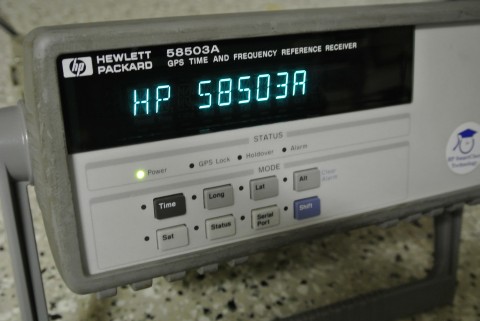 hp HEWLETT PACKARD
58503A
GPS TIME AND FREQUENCY REFERENCE RECEIVER
HP 58503A
STATUS
Power GPS Lock Holdover Alarm
MODE
Time Long Lat Alt Clear Alarm
Sat Status Serial Port Shift